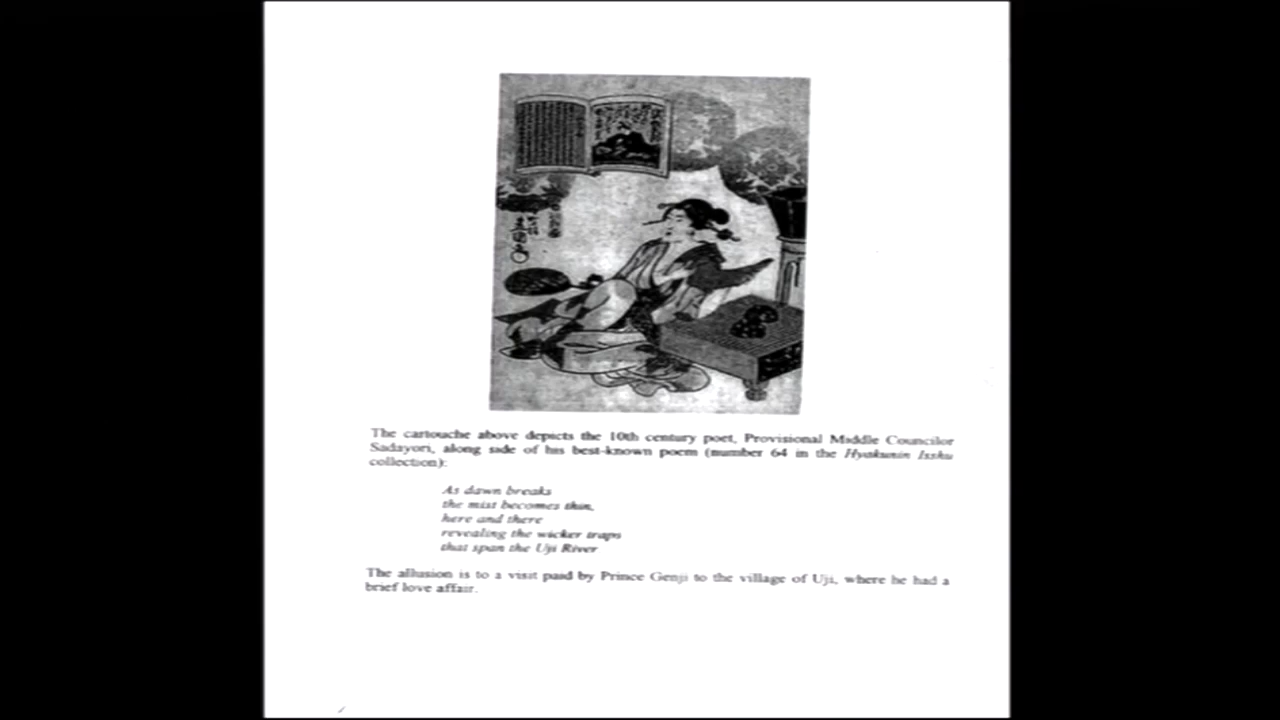 The cartouche above depicts the 10th century poet, Provisional Middle Councilor
Sadayori, along side of his best-known poem (number 64 in the Hyakunin Isshu
collection):
As dawn breaks
the mist becomes thin,
here and there
revealing the wicker traps
that span the Uji River
The allusion is to a visit paid by Prince Genji to the village of Uji, where he had a
brief love affair.